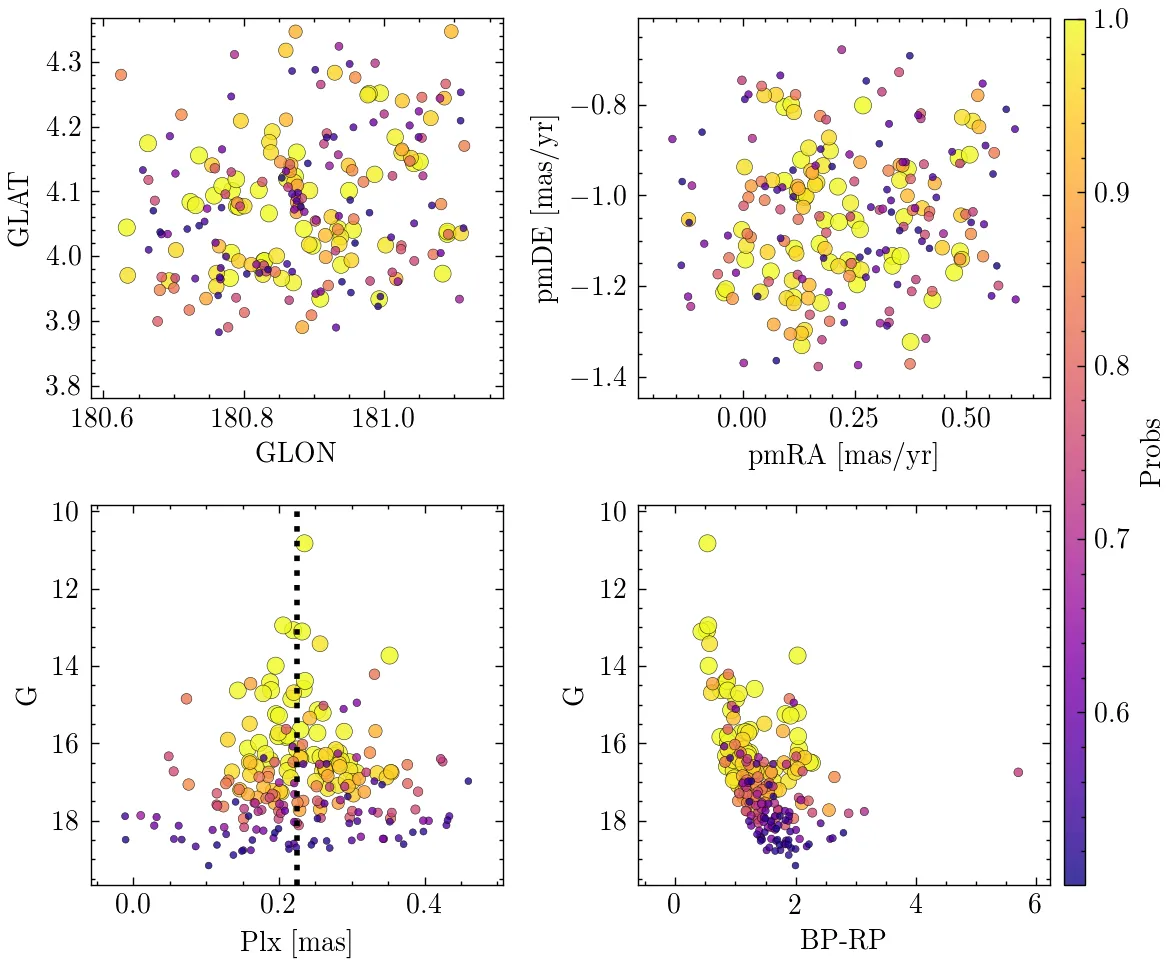 4.3
4.2
4.1
4.0
3.9
3.8
GLAT
180.6 180.8 181.0
GLON
−0.8
−1.0
−1.2
−1.4
pmDE [mas/yr]
0.00 0.25 0.50
pmRA [mas/yr]
1.0
0.9
0.8
0.7
0.6
Probs
10
12
14
16
18
G
0.0 0.2 0.4
Plx [mas]
10
12
14
16
18
G
0 2 4 6
BP-RP